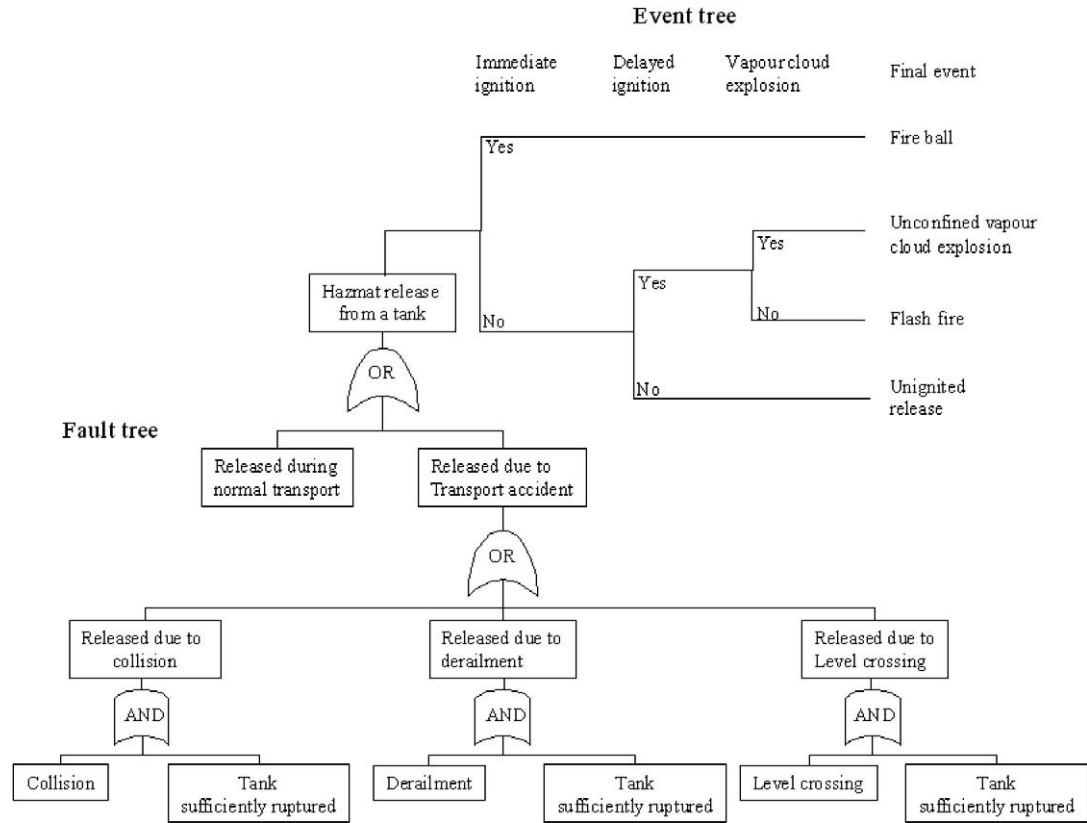 Event tree
Immediate
ignition
Delayed
ignition
Vapour cloud
explosion
Final event
Yes
Fire ball
Yes
Unconfined vapour
cloud explosion
Yes
Hazmat release
from a tank
No
No
Flash fire
OR
No
Unignited
release
Fault tree
Released during
normal transport
Released due to
Transport accident
OR
Released due to
collision
Released due to
derailment
Released due to
Level crossing
AND
AND
AND
Collision
Tank
sufficiently ruptured
Derailment
Tank
sufficiently ruptured
Level crossing
Tank
sufficiently ruptured